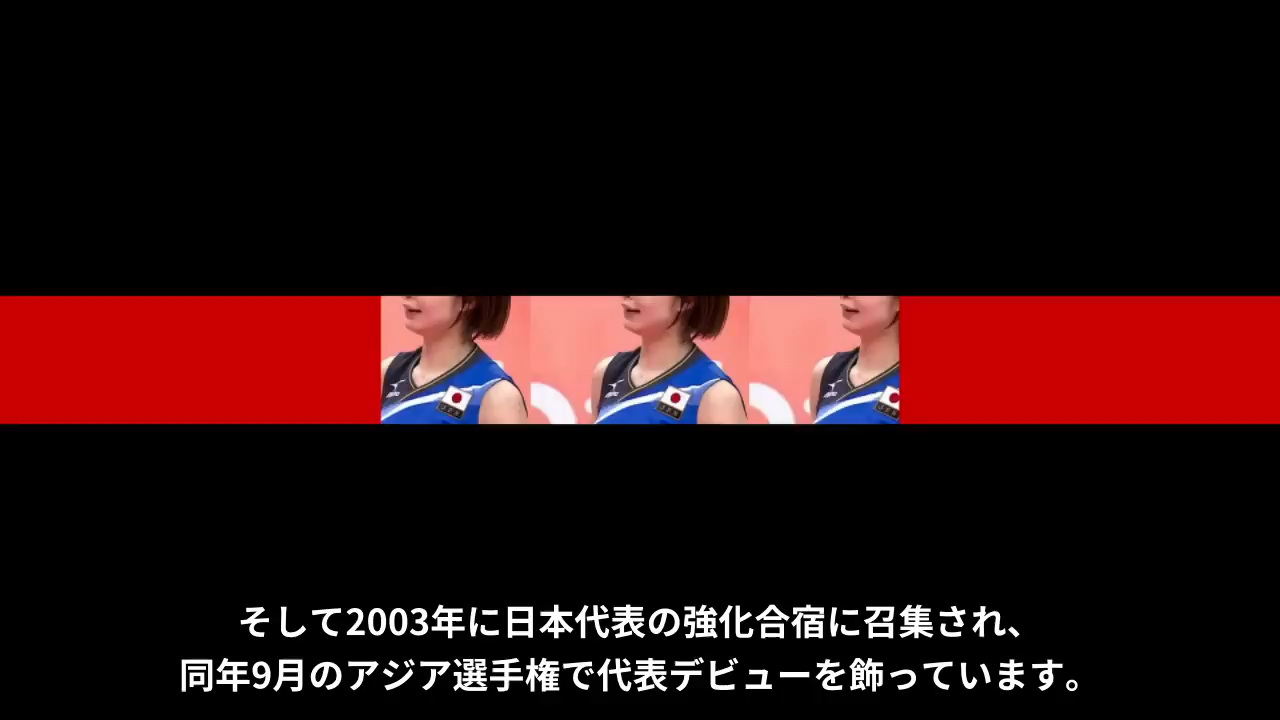 そして2003年に日本代表の強化合宿に召集され、
同年9月のアジア選手権で代表デビューを飾っています。